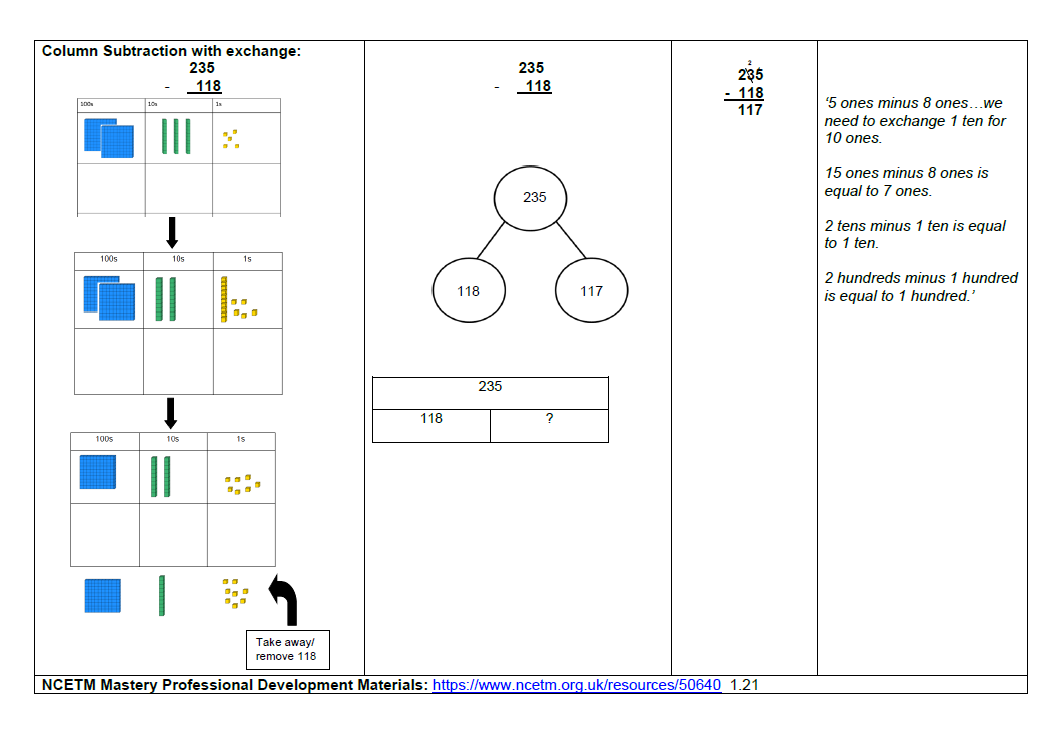 Column Subtraction with exchange:
235
- 118
100s 10s 1s
100s 10s 1s
100s 10s 1s
Take away/
remove 118
235
- 118
235
118 117
235
118 ?
2
235
- 118
117
‘5 ones minus 8 ones…we
need to exchange 1 ten for
10 ones.
15 ones minus 8 ones is
equal to 7 ones.
2 tens minus 1 ten is equal
to 1 ten.
2 hundreds minus 1 hundred
is equal to 1 hundred.’
NCETM Mastery Professional Development Materials: https://www.ncetm.org.uk/resources/50640 1.21